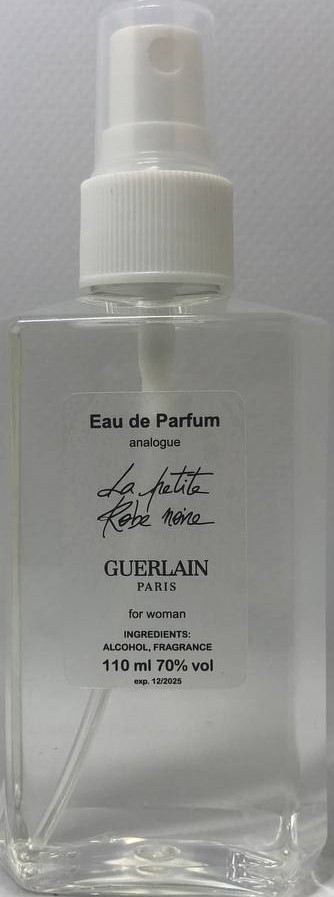 Eau de Parfum
analogue
La petite
Robe noire
GUERLAIN
PARIS
for woman
INGREDIENTS:
ALCOHOL, FRAGRANCE
110 ml 70% vol
exp. 12/2025